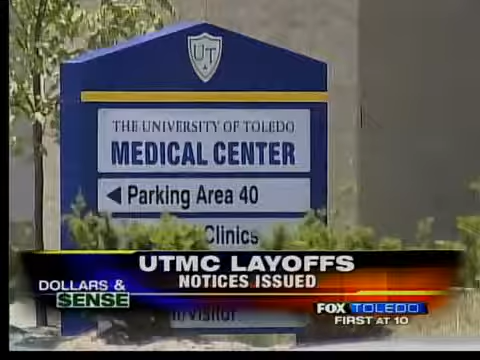 UT
THE UNIVERSITY OF TOLEDO
MEDICAL CENTER
Parking Area 40
Clinics
UTMC LAYOFFS
NOTICES ISSUED
DOLLARS &
SENSE
FOX TOLEDO
FIRST AT 10
/Visitor